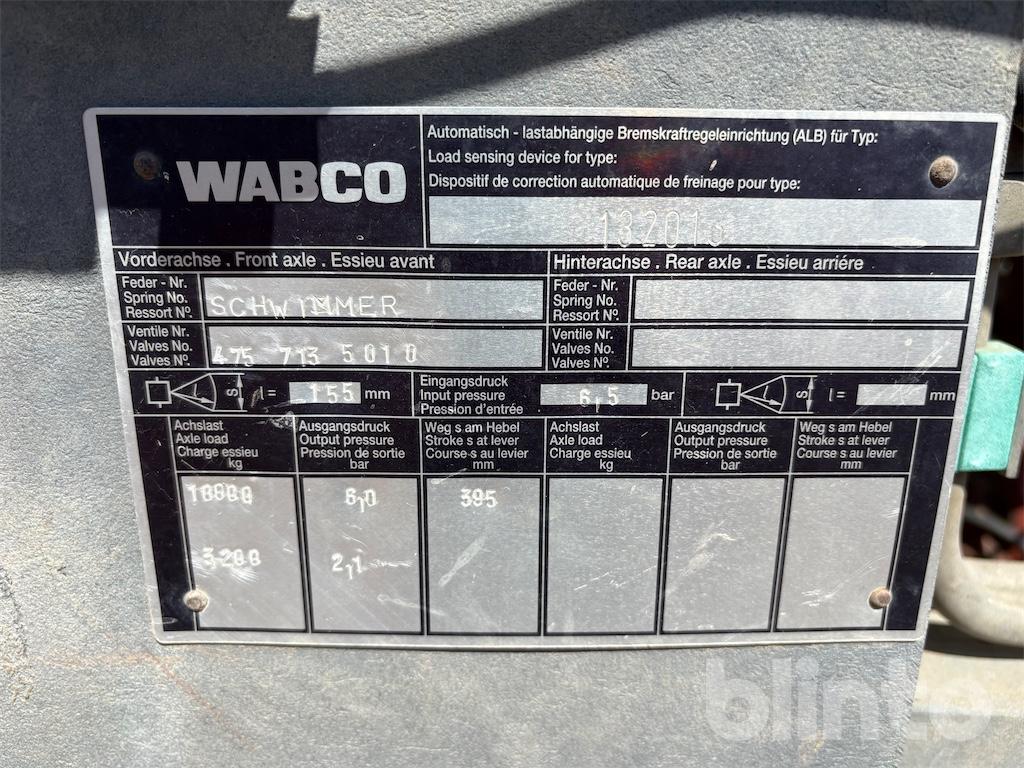 WABCO
Automatisch - lastabhängige Bremskraftregeleinrichtung (ALB) für Typ:
Load sensing device for type:
Dispositif de correction automatique de freinage pour type:
Vorderachse . Front axle . Essieu avant
Hinterachse . Rear axle . Essieu arriére
Feder - Nr.
Spring No.
Ressort Nº.
SCHWIMMER
Feder - Nr.
Spring No.
Ressort Nº.
Ventile Nr.
Valves No.
Valves Nº.
475 713 501 0
Ventile Nr.
Valves No.
Valves Nº.
S
l = 155 mm
Eingangsdruck
Input pressure
Pression d'entrée
6,5 bar
S
l = mm
Achslast
Axle load
Charge essieu
kg
Ausgangsdruck
Output pressure
Pression de sortie
bar
Weg s am Hebel
Stroke s at lever
Course s au levier
mm
Achslast
Axle load
Charge essieu
kg
Ausgangsdruck
Output pressure
Pression de sortie
bar
Weg s am Hebel
Stroke s at lever
Course s au levier
mm
6,0 395
3200 2,1
blinto